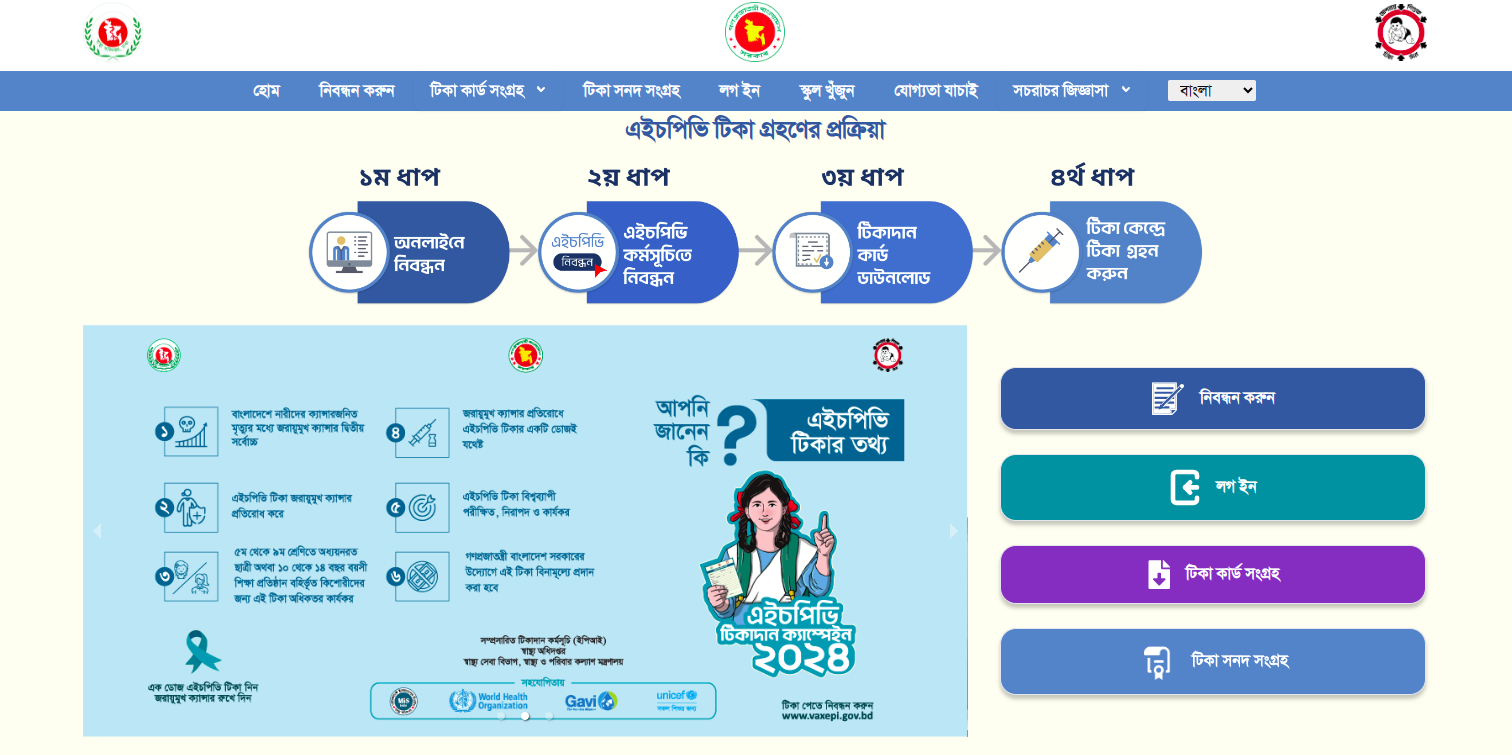 হোম নিবন্ধন করুন টিকা কার্ড সংগ্রহ টিকা সনদ সংগ্রহ লগ ইন স্কুল খুঁজুন যোগ্যতা যাচাই সচরাচর জিজ্ঞাসা বাংলা
এইচপিভি টিকা গ্রহণের প্রক্রিয়া
১ম ধাপ
অনলাইনে
নিবন্ধন
২য় ধাপ
এইচপিভি
নিবন্ধন
এইচপিভি
কর্মসূচিতে
নিবন্ধন
৩য় ধাপ
টিকাদান
কার্ড
ডাউনলোড
৪র্থ ধাপ
টিকা কেন্দ্রে
টিকা গ্রহন
করুন
১
বাংলাদেশে নারীদের ক্যান্সারজনিত
মৃত্যুর মধ্যে জরায়ুমুখ ক্যান্সার দ্বিতীয়
সর্বোচ্চ
২
এইচপিভি টিকা জরায়ুমুখ ক্যান্সার
প্রতিরোধ করে
৩
৫ম থেকে ৯ম শ্রেণিতে অধ্যয়নরত
ছাত্রী অথবা ১০ থেকে ১৪ বছর বয়সী
শিক্ষা প্রতিষ্ঠান বহির্ভূত কিশোরীদের
জন্য এই টিকা অধিকতর কার্যকর
৪
জরায়ুমুখ ক্যান্সার প্রতিরোধে
এইচপিভি টিকার একটি ডোজই
যথেষ্ট
৫
এইচপিভি টিকা বিশ্বব্যাপী
পরীক্ষিত, নিরাপদ ও কার্যকর
৬
গণপ্রজাতন্ত্রী বাংলাদেশ সরকারের
উদ্যোগে এই টিকা বিনামূল্যে প্রদান
করা হবে
আপনি
জানেন
কি
?
এইচপিভি
টিকার তথ্য
এইচপিভি
টিকাদান ক্যাম্পেইন
২০২৪
এক ডোজ এইচপিভি টিকা নিন
জরায়ুমুখ ক্যান্সার রুখে দিন
সম্প্রসারিত টিকাদান কর্মসূচি (ইপিআই)
স্বাস্থ্য অধিদপ্তর
স্বাস্থ্য সেবা বিভাগ, স্বাস্থ্য ও পরিবার কল্যাণ মন্ত্রণালয়
সহযোগিতায়
MIS
World Health
Organization
Gavi
unicef
টিকা পেতে নিবন্ধন করুন
www.vaxepi.gov.bd
নিবন্ধন করুন
লগ ইন
টিকা কার্ড সংগ্রহ
টিকা সনদ সংগ্রহ